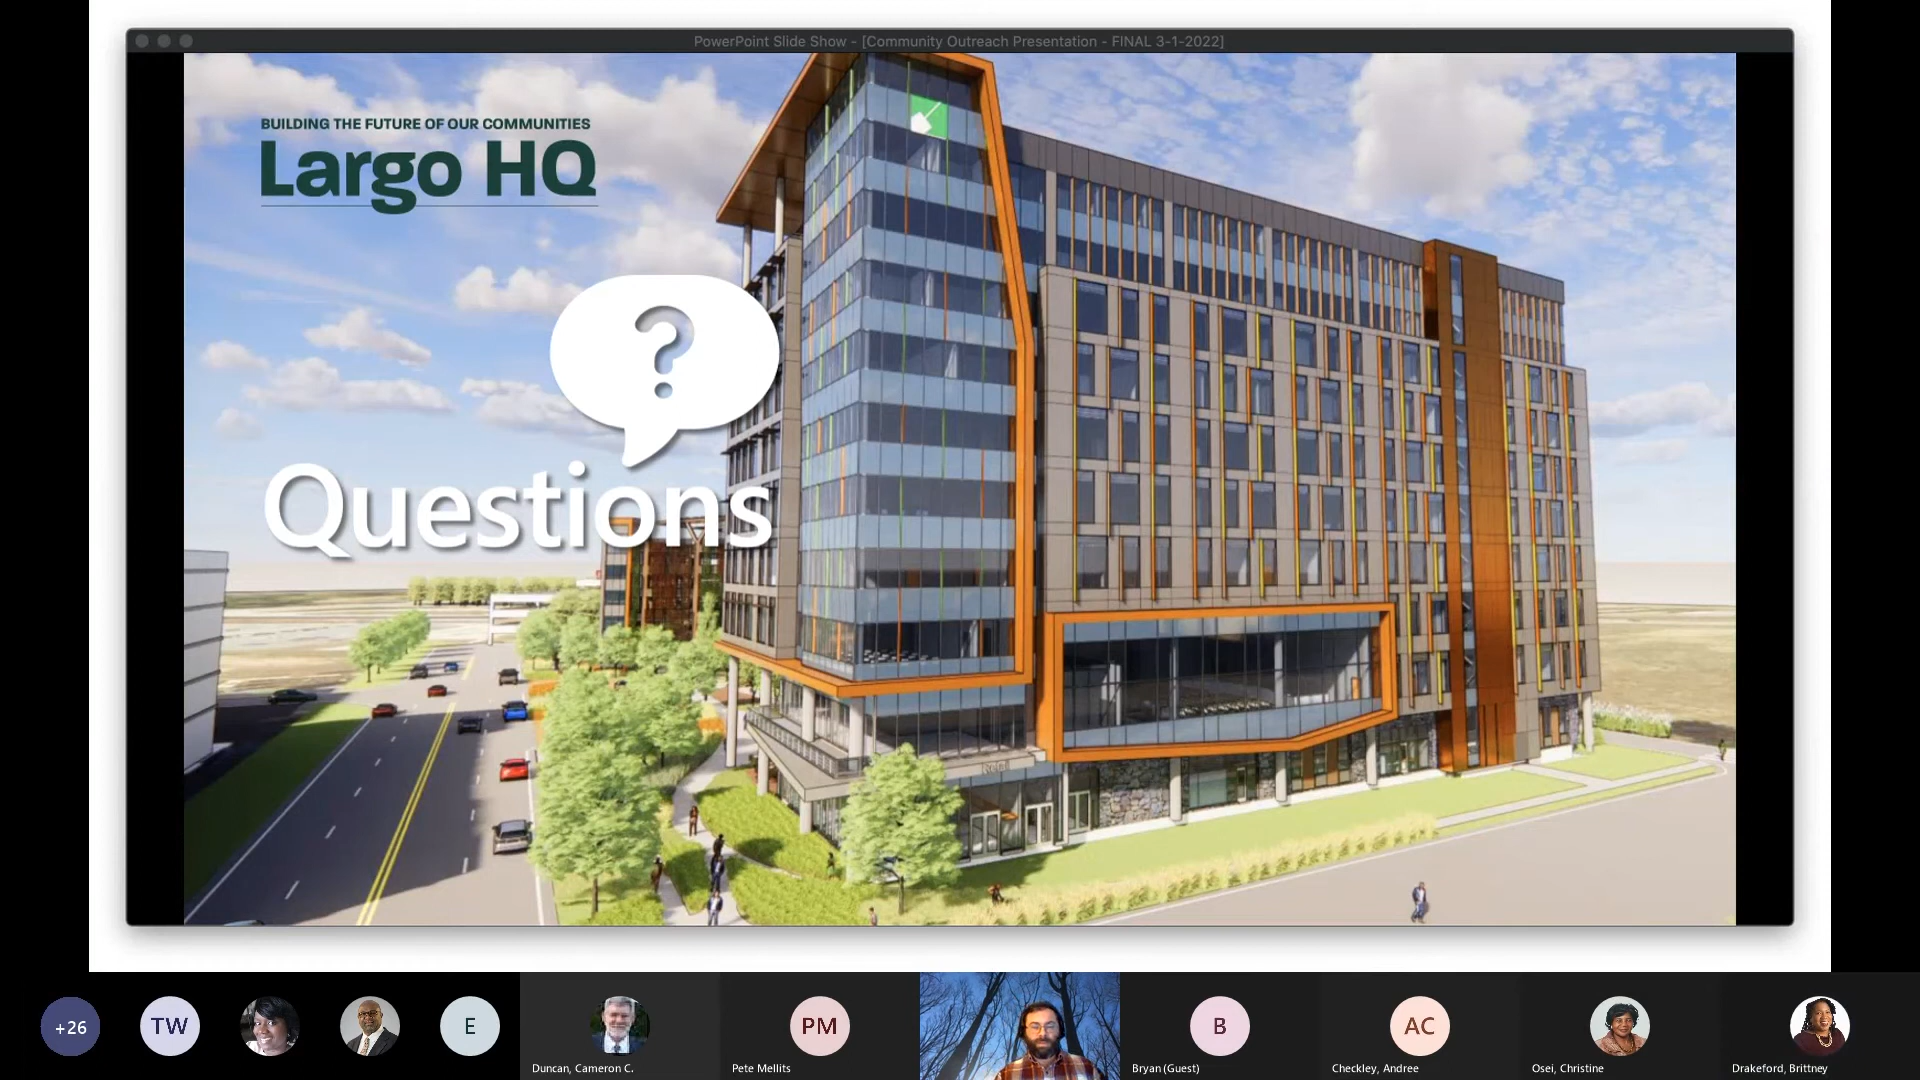 PowerPoint Slide Show - [Community Outreach Presentation - FINAL 3-1-2022]
BUILDING THE FUTURE OF OUR COMMUNITIES
Largo HQ
?
Questions
+26
TW
E
PM
B
AC
Duncan, Cameron C.
Pete Mellits
Bryan (Guest)
Checkley, Andree
Osei, Christine
Drakeford, Brittney